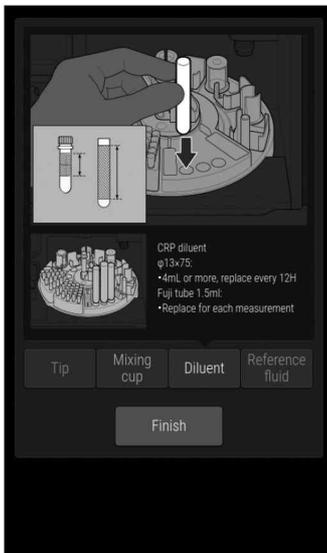 CRP diluent
φ13×75:
•4mL or more, replace every 12H
Fuji tube 1.5ml:
•Replace for each measurement
Tip
Mixing
cup
Diluent
Reference
fluid
Finish